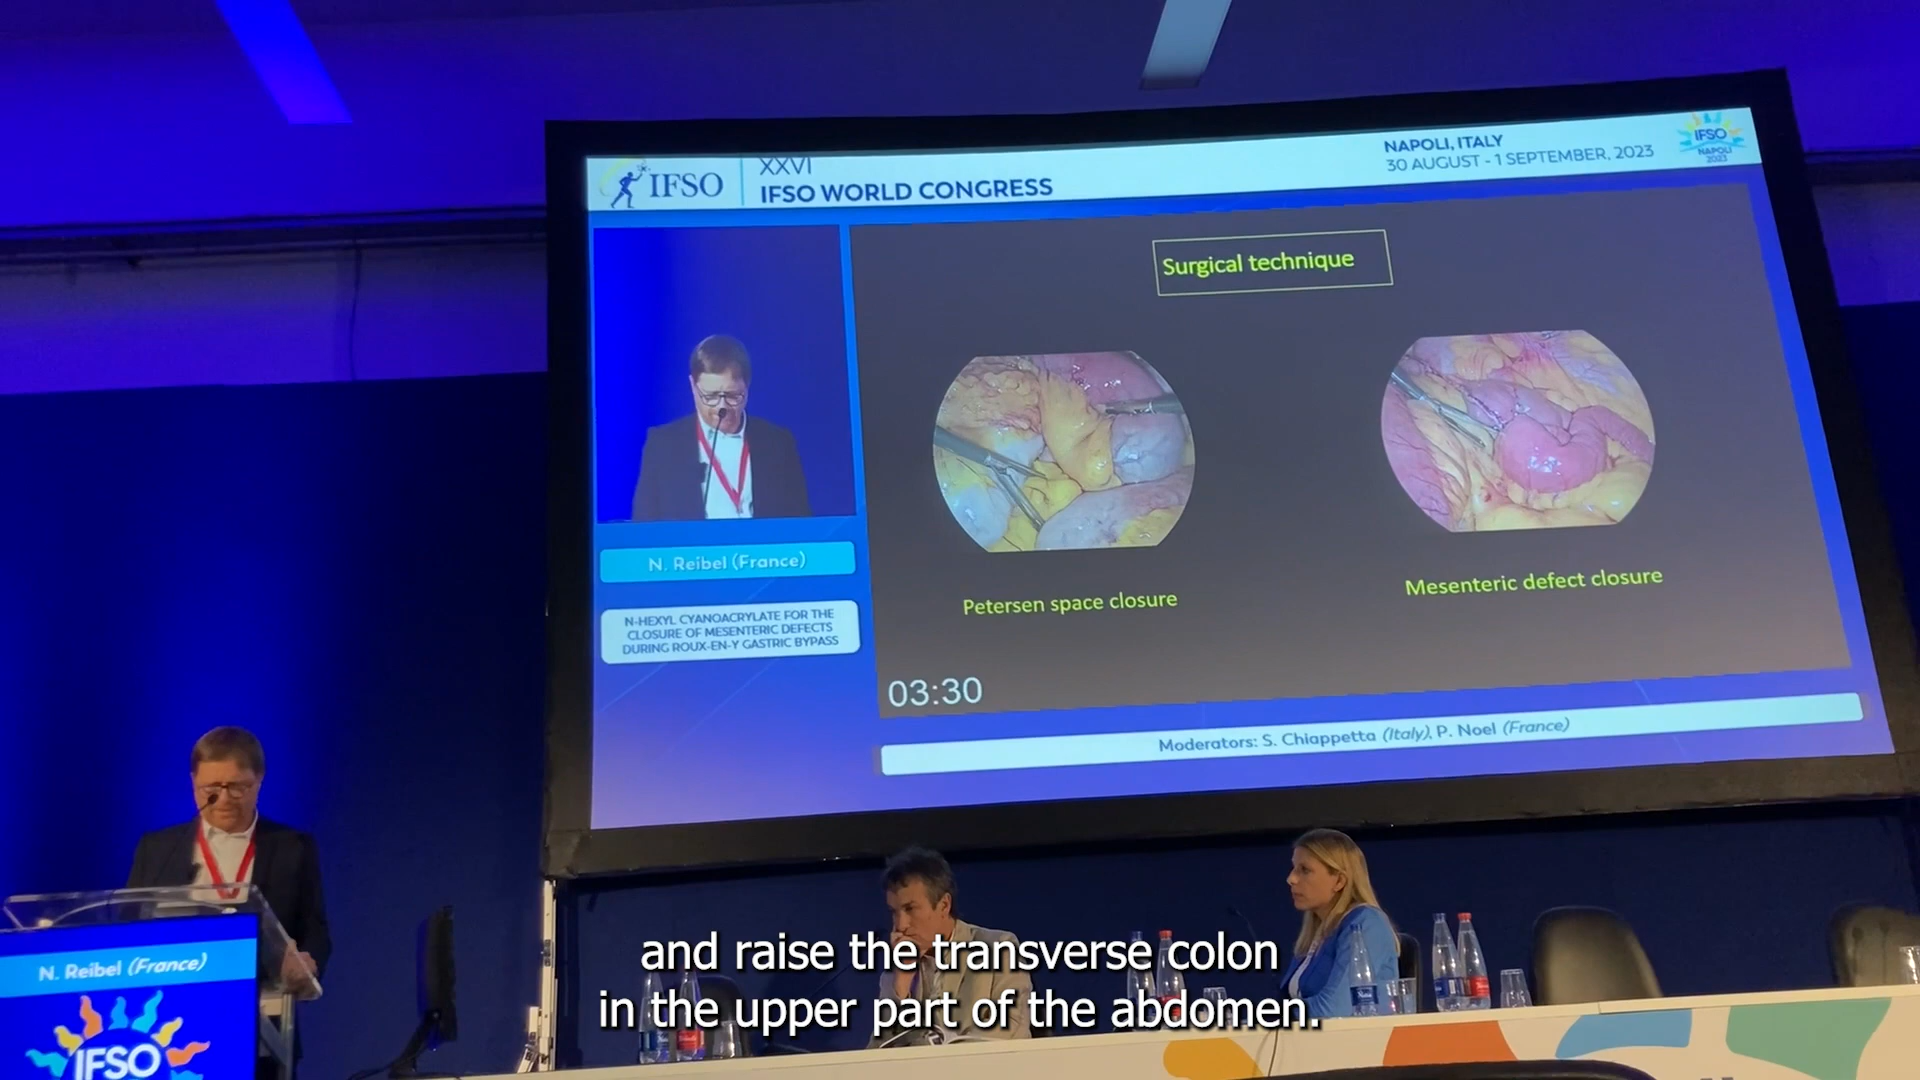 IFSO
XXVI
IFSO WORLD CONGRESS
NAPOLI, ITALY
30 AUGUST - 1 SEPTEMBER, 2023
IFSO
NAPOLI
2023
Surgical technique
N. Reibel (France)
N-HEXYL CYANOACRYLATE FOR THE
CLOSURE OF MESENTERIC DEFECTS
DURING ROUX-EN-Y GASTRIC BYPASS
Petersen space closure
Mesenteric defect closure
03:30
Moderators: S. Chiappetta (Italy), P. Noel (France)
N. Reibel (France)
IFSO
and raise the transverse colon
in the upper part of the abdomen.